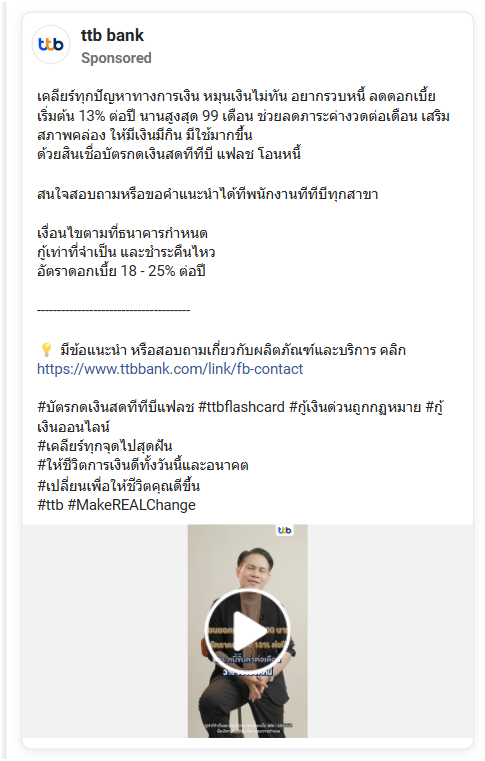 ttb
ttb bank
Sponsored
เคลียร์ทุกปัญหาทางการเงิน หมุนเงินไม่ทัน อยากรวบหนี้ ลดดอกเบี้ย
เริ่มต้น 13% ต่อปี นานสูงสุด 99 เดือน ช่วยลดภาระค่างวดต่อเดือน เสริม
สภาพคล่อง ให้มีเงินมีกิน มีใช้มากขึ้น
ด้วยสินเชื่อบัตรกดเงินสดทีทีบี แฟลช โอนหนี้
สนใจสอบถามหรือขอคำแนะนำได้ที่พนักงานทีทีบีทุกสาขา
เงื่อนไขตามที่ธนาคารกำหนด
กู้เท่าที่จำเป็น และชำระคืนไหว
อัตราดอกเบี้ย 18 - 25% ต่อปี
--------------------------------------
💡 มีข้อแนะนำ หรือสอบถามเกี่ยวกับผลิตภัณฑ์และบริการ คลิก
https://www.ttbbank.com/link/fb-contact
#บัตรกดเงินสดทีทีบีแฟลช #ttbflashcard #กู้เงินด่วนถูกกฏหมาย #กู้
เงินออนไลน์
#เคลียร์ทุกจุดไปสุดฝัน
#ให้ชีวิตการเงินดีทั้งวันนี้และอนาคต
#เปลี่ยนเพื่อให้ชีวิตคุณดีขึ้น
#ttb #MakeREALChange
ttb
13% ต่อปี
3%